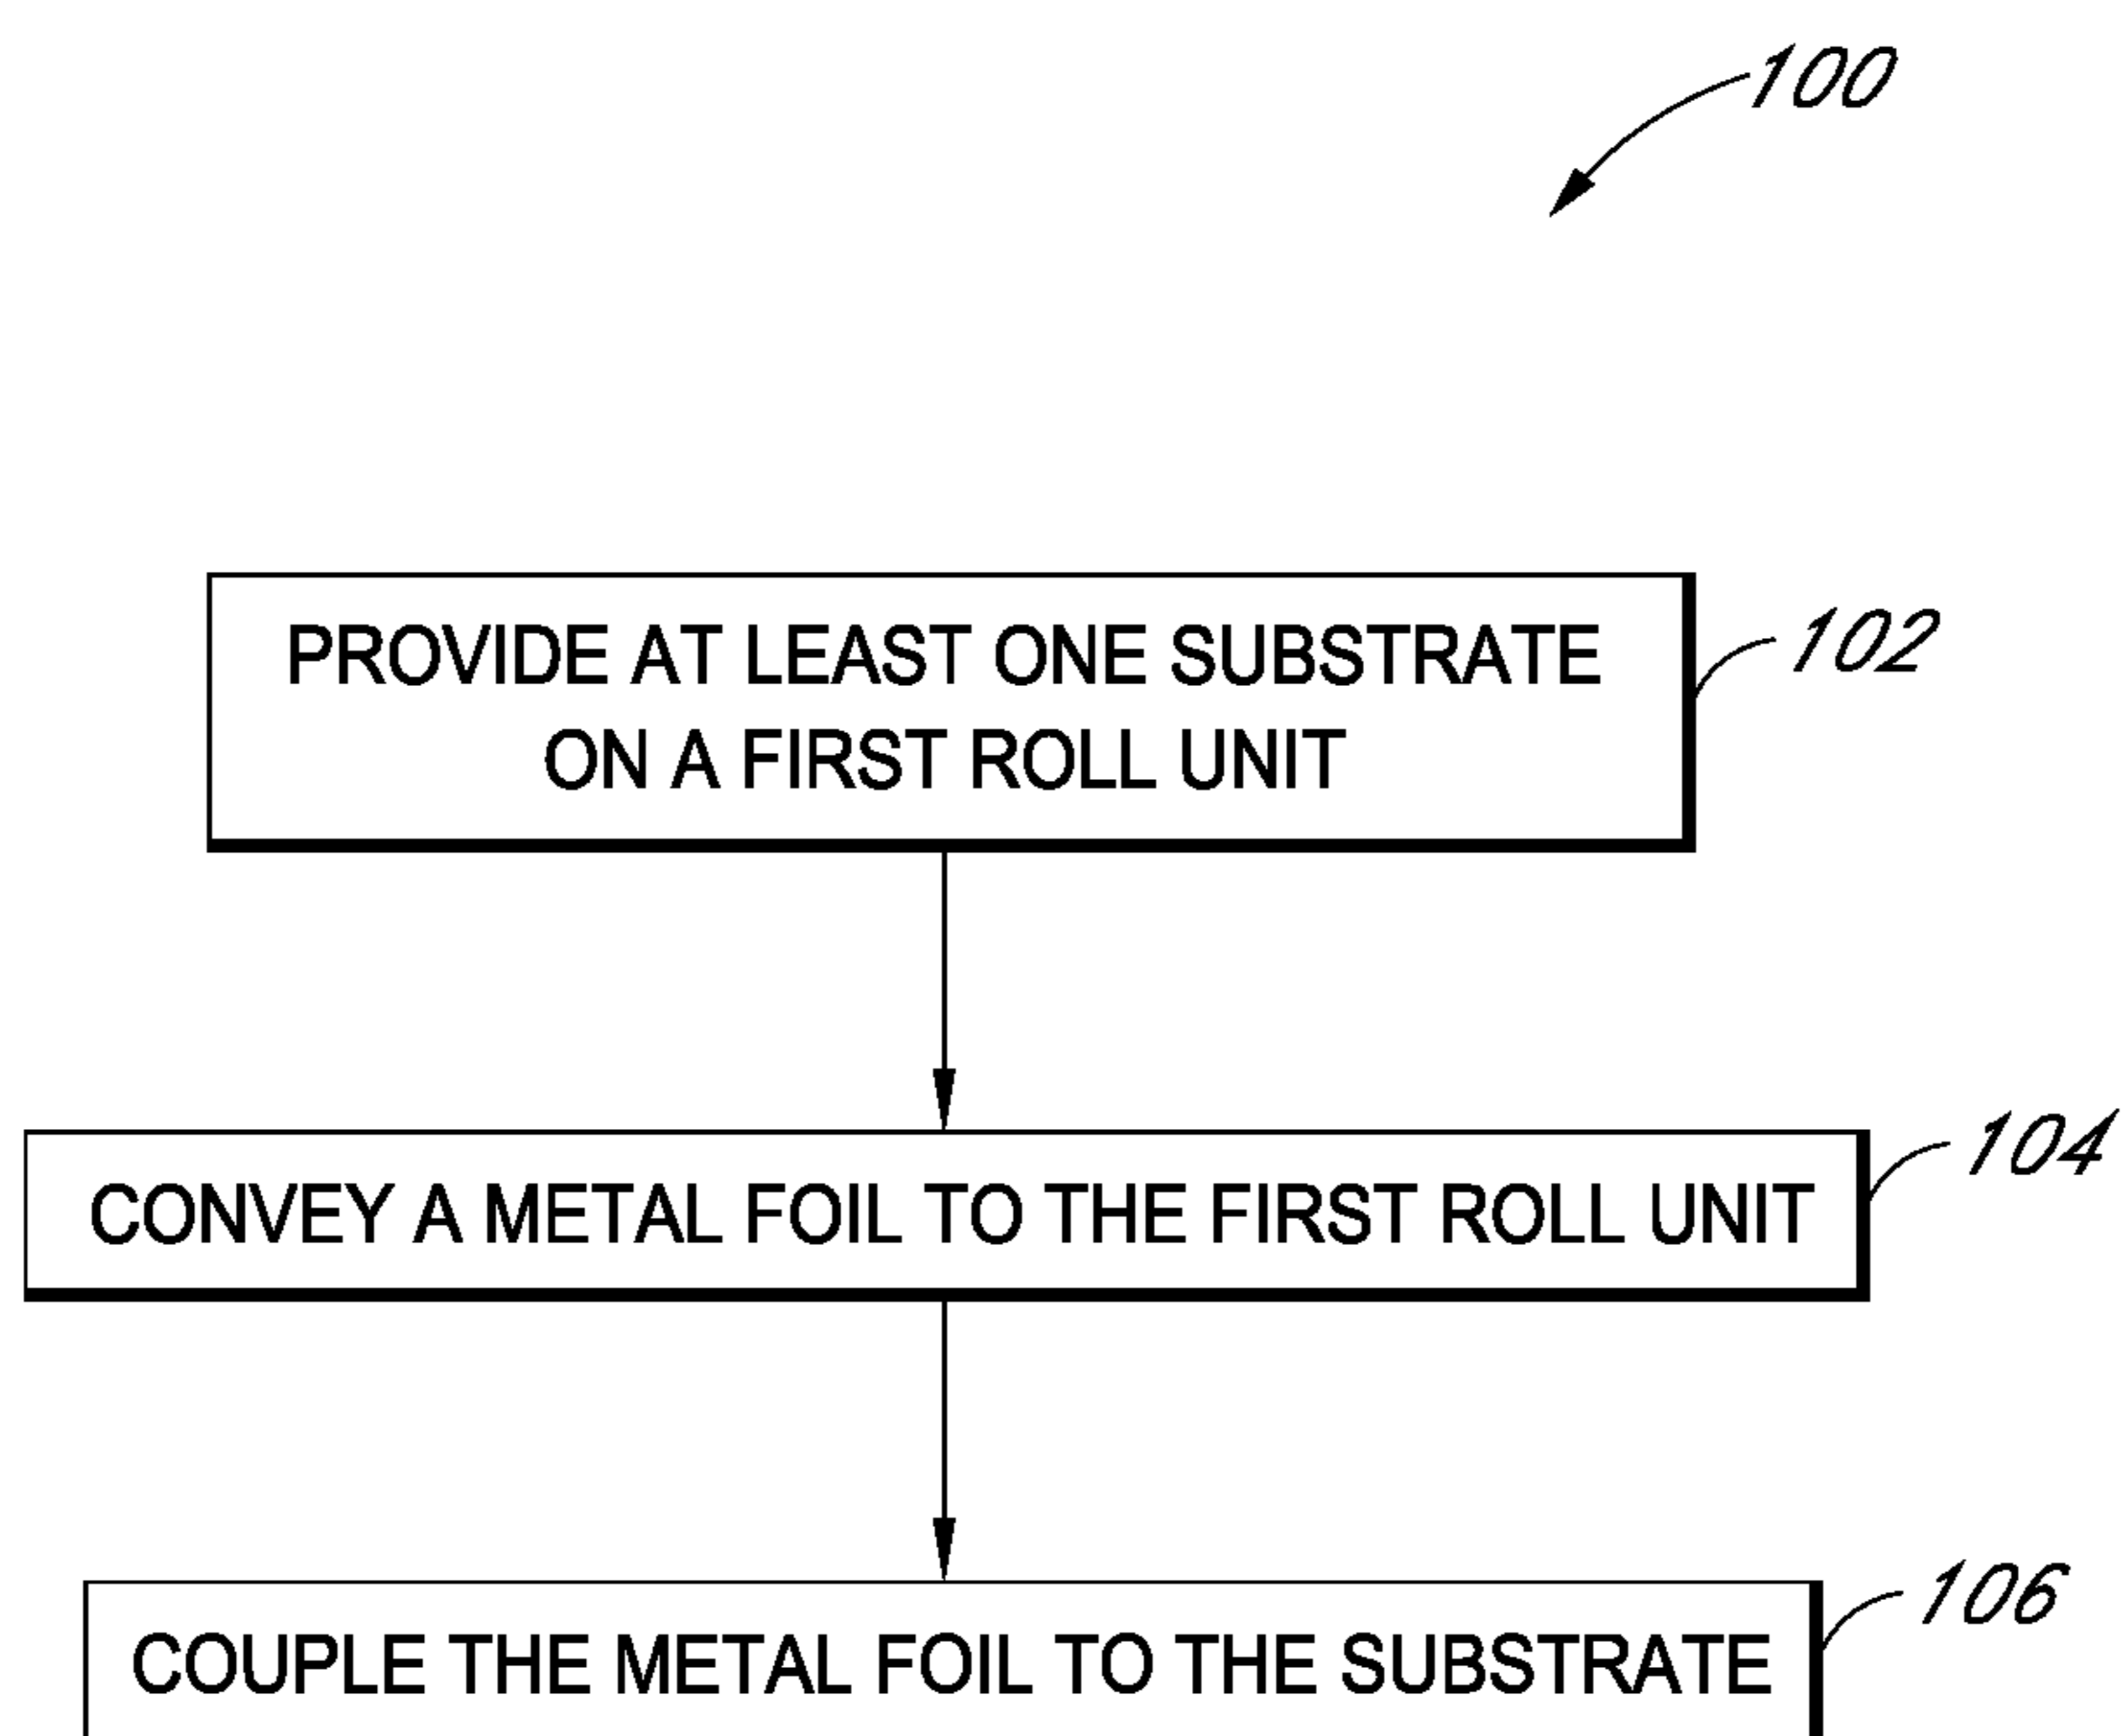 100
PROVIDE AT LEAST ONE SUBSTRATE
ON A FIRST ROLL UNIT
102
CONVEY A METAL FOIL TO THE FIRST ROLL UNIT
104
COUPLE THE METAL FOIL TO THE SUBSTRATE
106